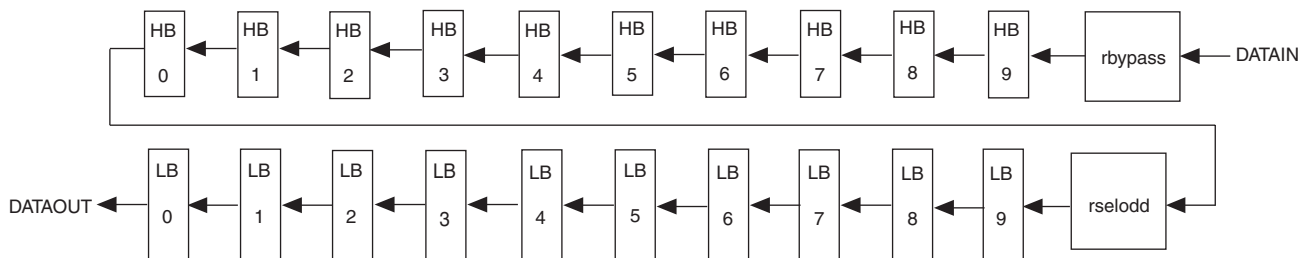 HB HB HB HB HB HB HB HB HB HB
0 1 2 3 4 5 6 7 8 9 rbypass DATAIN
LB LB LB LB LB LB LB LB LB LB
DATAOUT 0 1 2 3 4 5 6 7 8 9 rselodd